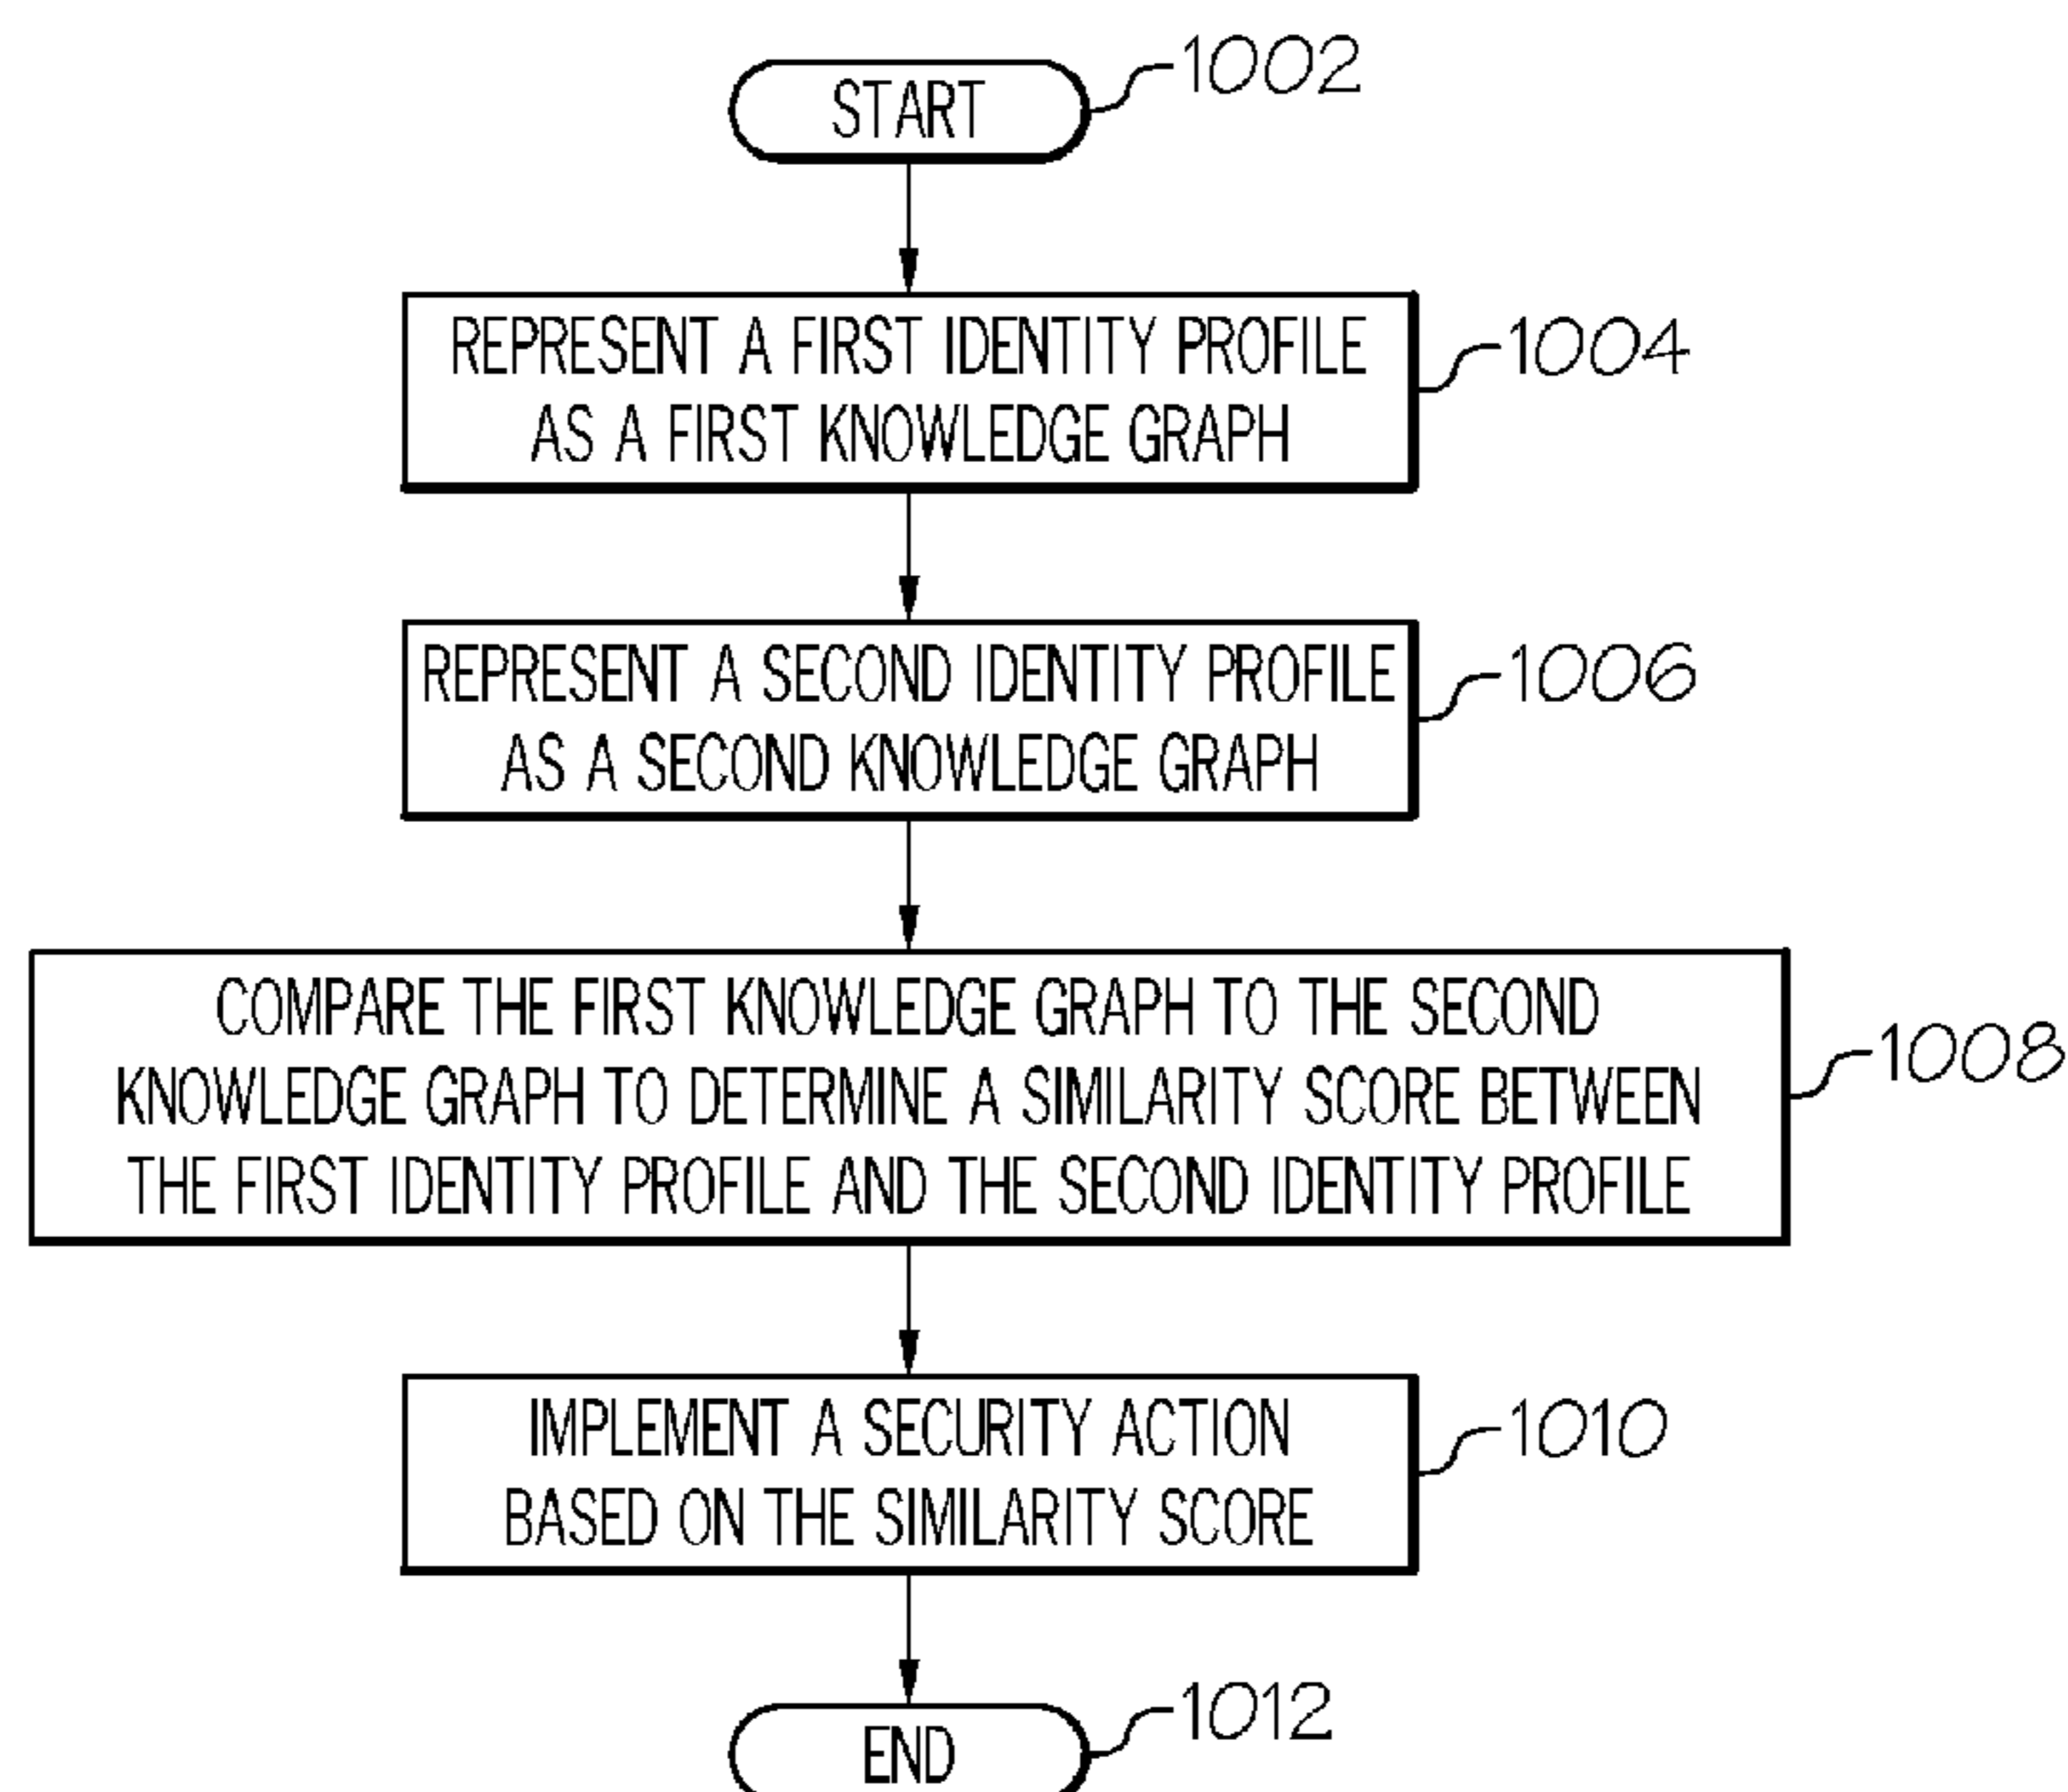 START
1002
REPRESENT A FIRST IDENTITY PROFILE
AS A FIRST KNOWLEDGE GRAPH
1004
REPRESENT A SECOND IDENTITY PROFILE
AS A SECOND KNOWLEDGE GRAPH
1006
COMPARE THE FIRST KNOWLEDGE GRAPH TO THE SECOND
KNOWLEDGE GRAPH TO DETERMINE A SIMILARITY SCORE BETWEEN
THE FIRST IDENTITY PROFILE AND THE SECOND IDENTITY PROFILE
1008
IMPLEMENT A SECURITY ACTION
BASED ON THE SIMILARITY SCORE
1010
END
1012